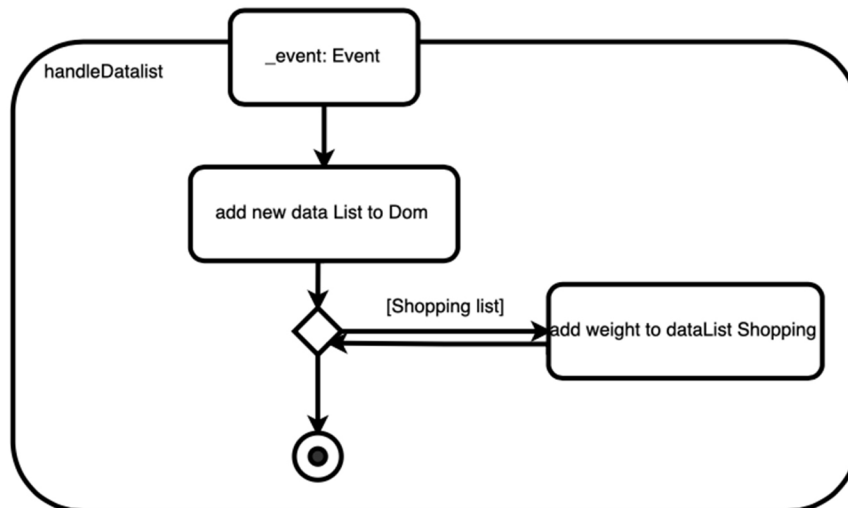 _event: Event
handleDatalist
add new data List to Dom
[Shopping list]
add weight to dataList Shopping